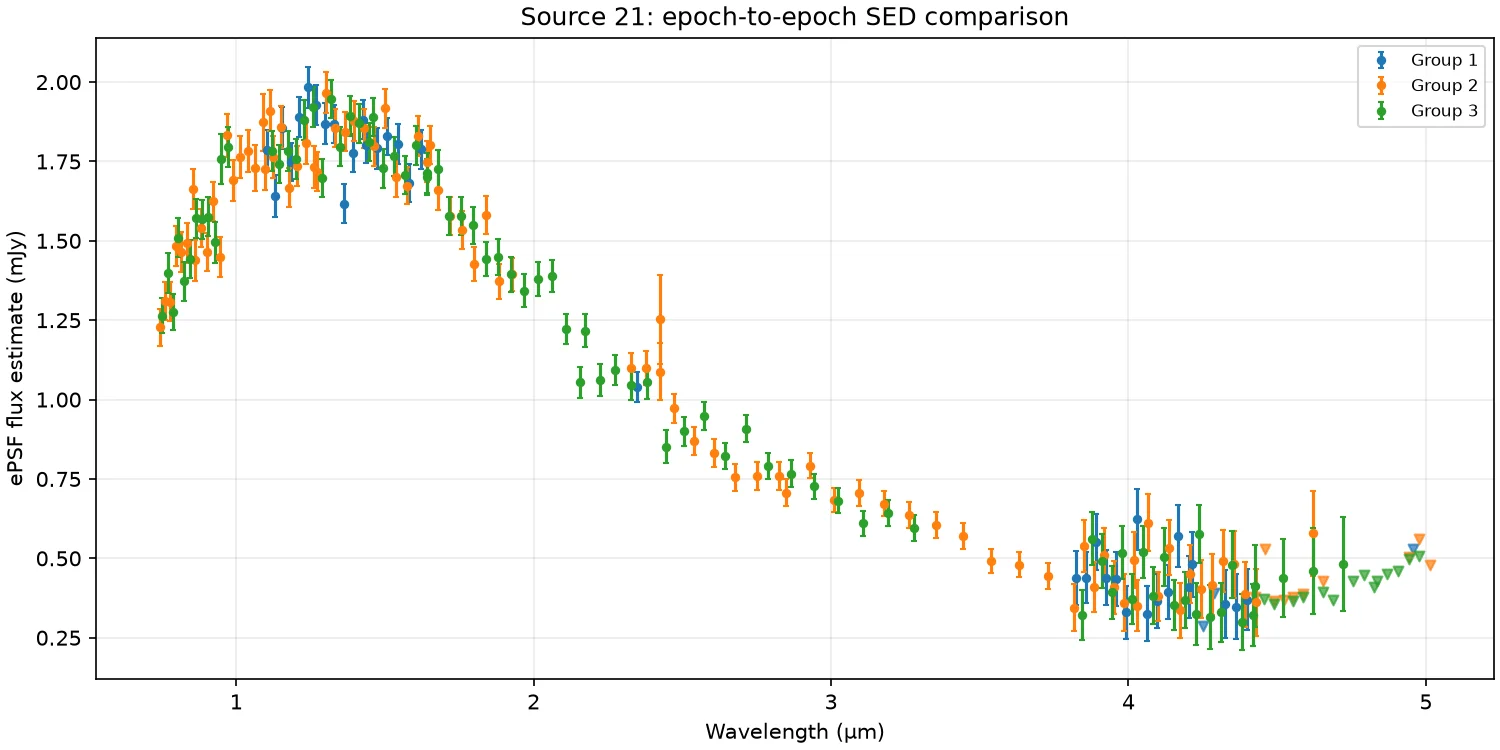 Source 21: epoch-to-epoch SED comparison
Group 1
Group 2
Group 3
ePSF flux estimate (mJy)
2.00
1.75
1.50
1.25
1.00
0.75
0.50
0.25
1 2 3 4 5
Wavelength (μm)